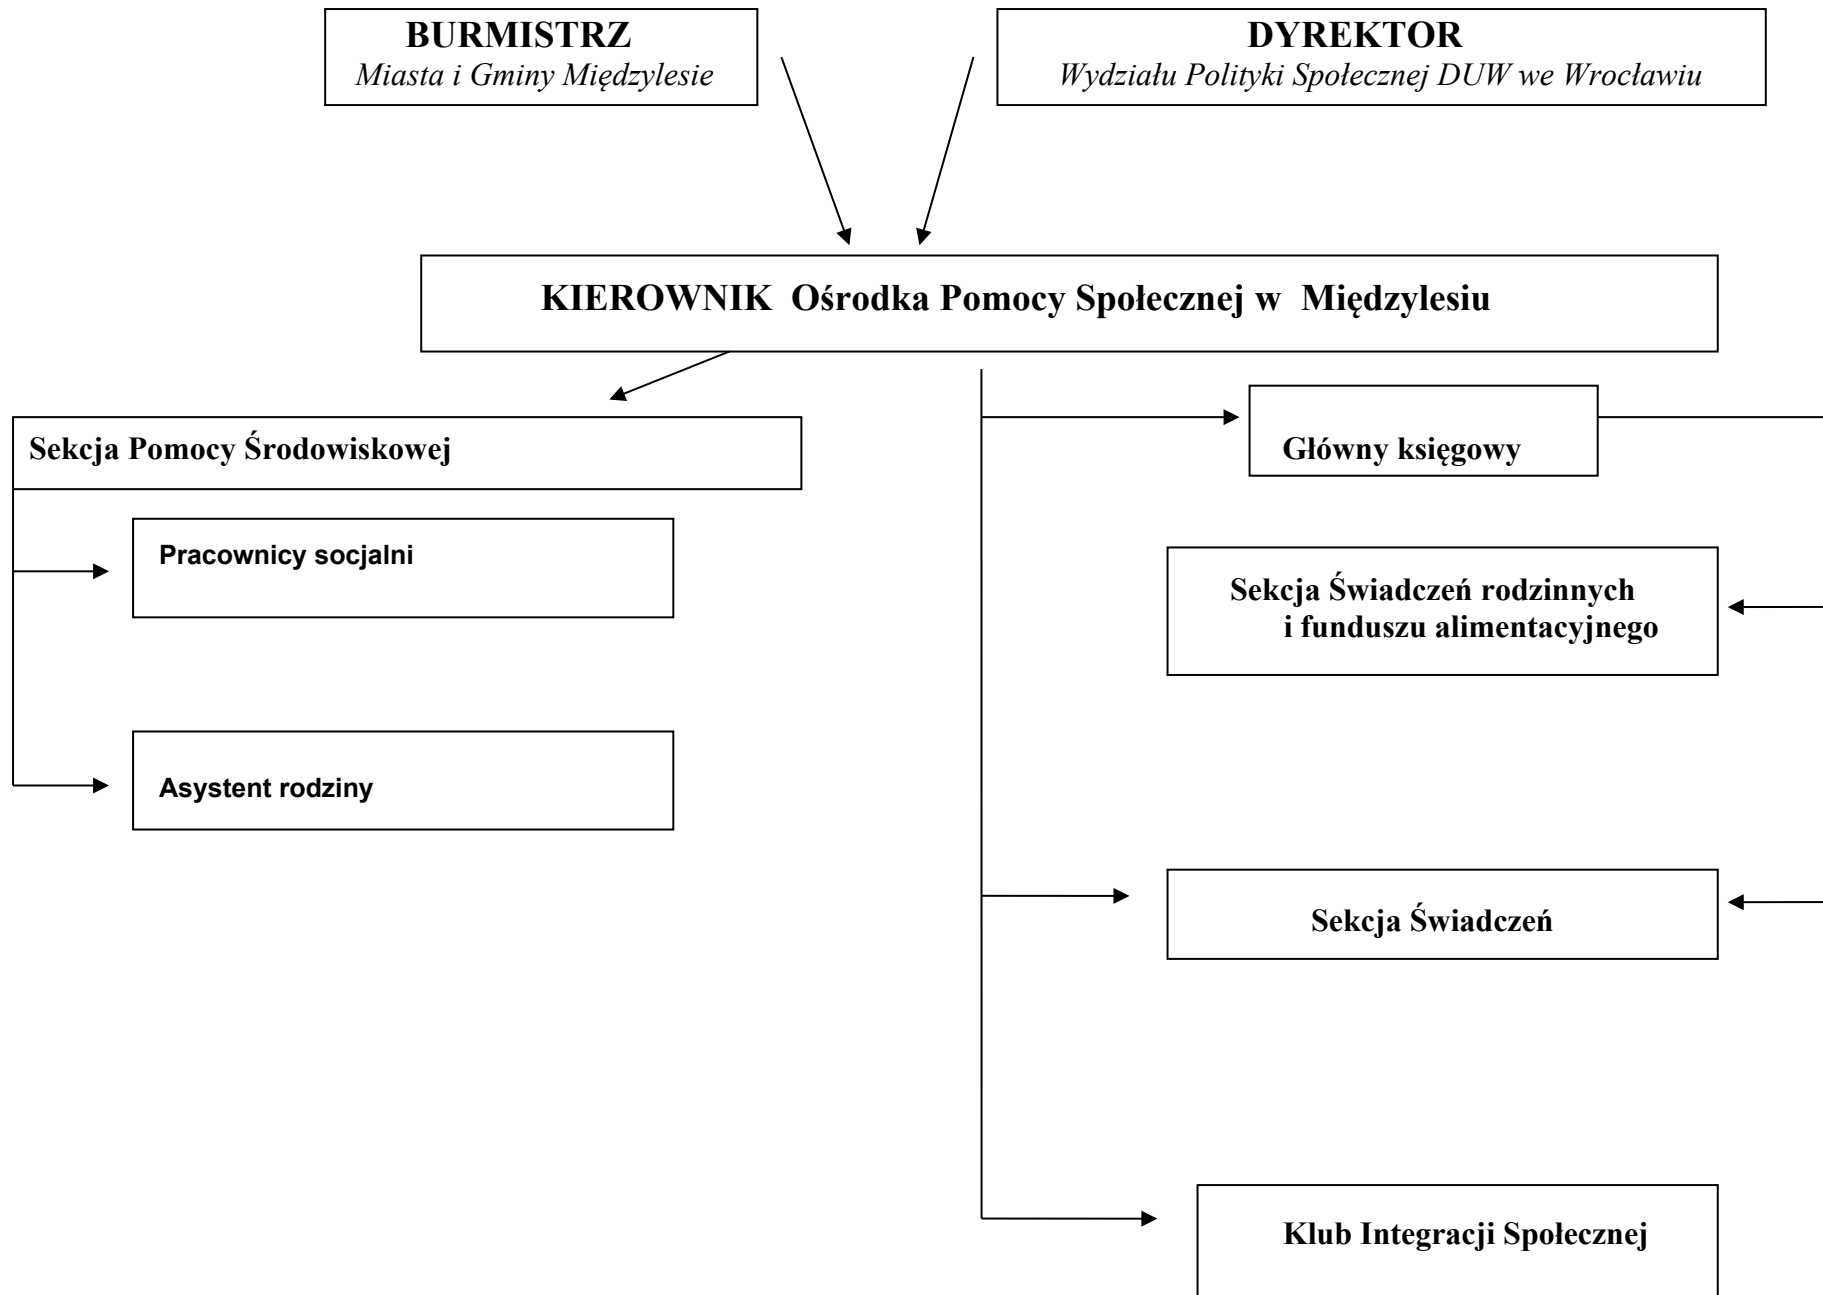 BURMISTRZ
Miasta i Gminy Międzylesie
DYREKTOR
Wydziału Polityki Społecznej DUW we Wrocławiu
KIEROWNIK Ośrodka Pomocy Społecznej w Międzylesiu
Sekcja Pomocy Środowiskowej
Pracownicy socjalni
Asystent rodziny
Główny księgowy
Sekcja Świadczeń rodzinnych
i funduszu alimentacyjnego
Sekcja Świadczeń
Klub Integracji Społecznej